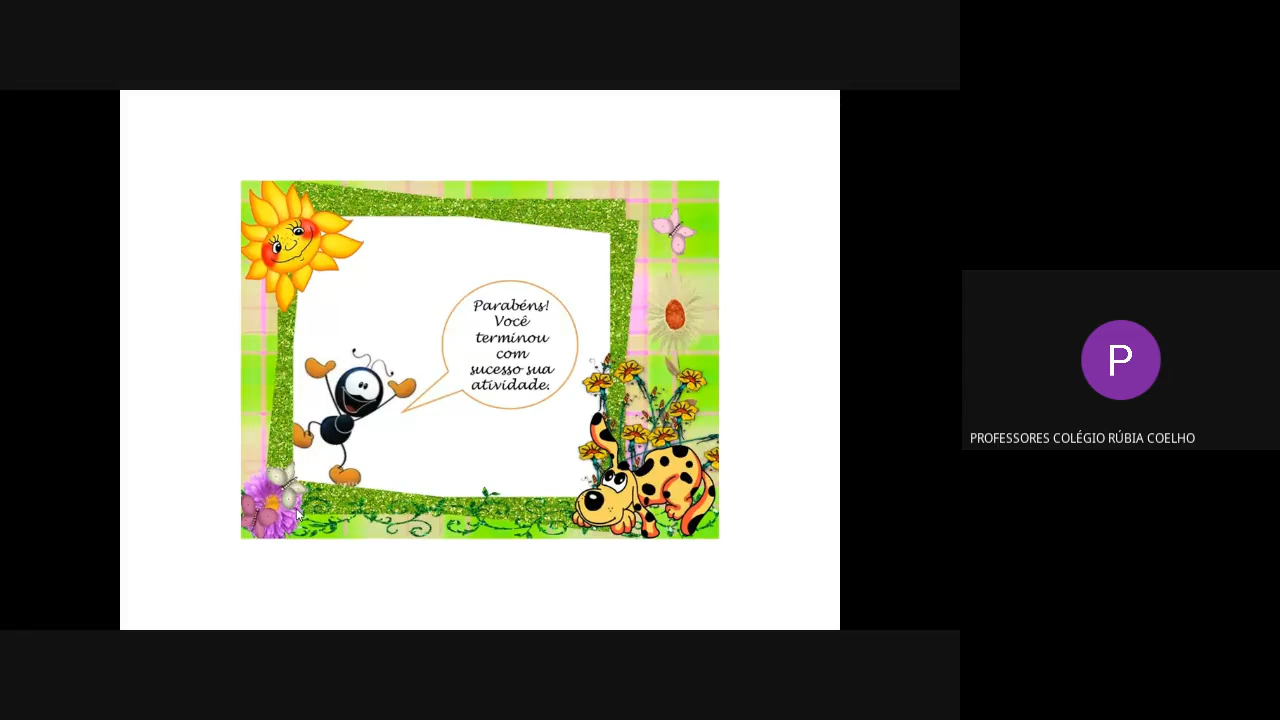 Parabéns!
Você
terminou
com
sucesso sua
atividade.
P
PROFESSORES COLÉGIO RÚBIA COELHO